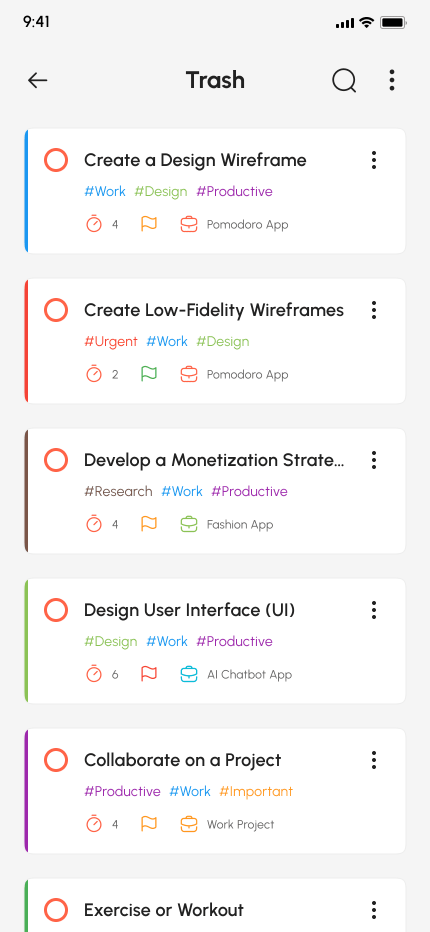 9:41
Trash
Create a Design Wireframe
#Work #Design #Productive
4 Pomodoro App
Create Low-Fidelity Wireframes
#Urgent #Work #Design
2 Pomodoro App
Develop a Monetization Strate...
#Research #Work #Productive
4 Fashion App
Design User Interface (UI)
#Design #Work #Productive
6 AI Chatbot App
Collaborate on a Project
#Productive #Work #Important
4 Work Project
Exercise or Workout